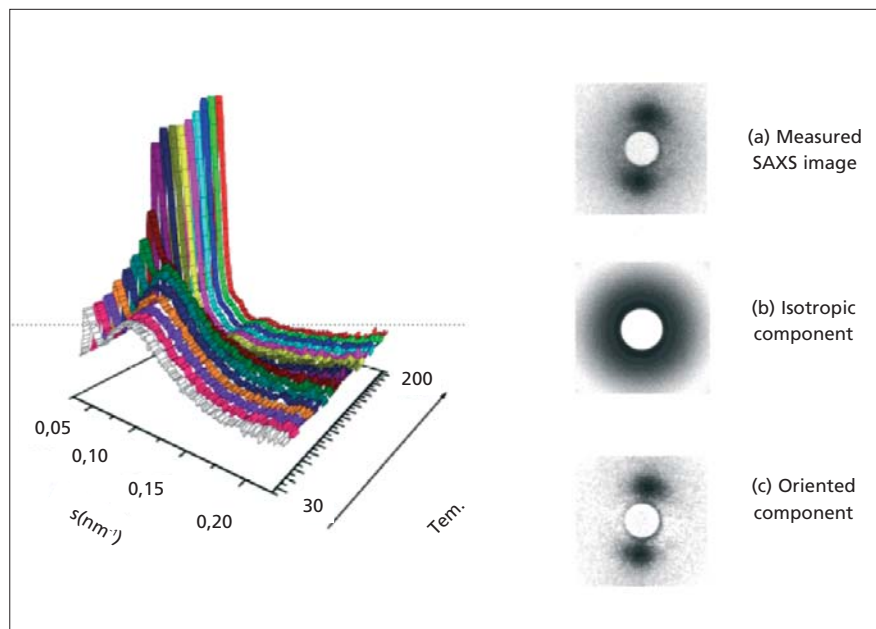 0,05
0,10
0,15
0,20
s(nm⁻¹)
30
200
Tem.
(a) Measured
SAXS image
(b) Isotropic
component
(c) Oriented
component